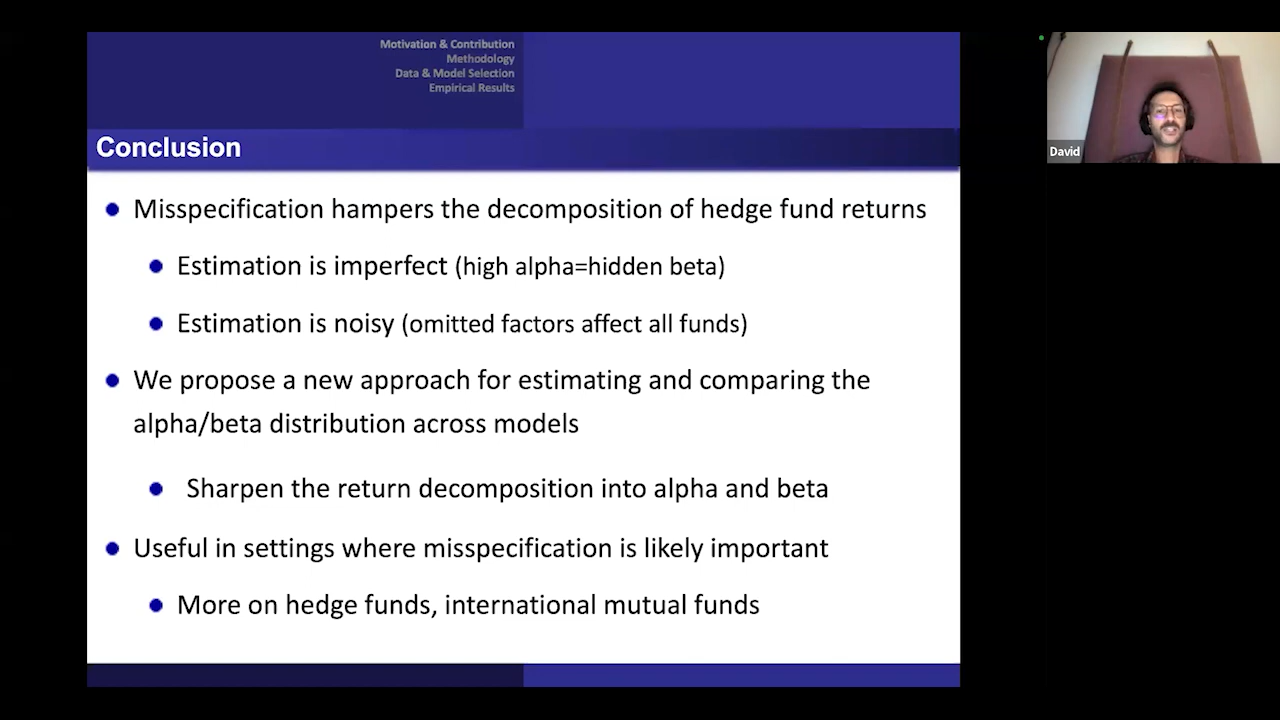 Motivation & Contribution
Methodology
Data & Model Selection
Empirical Results
Conclusion
Misspecification hampers the decomposition of hedge fund returns
Estimation is imperfect (high alpha=hidden beta)
Estimation is noisy (omitted factors affect all funds)
We propose a new approach for estimating and comparing the
alpha/beta distribution across models
Sharpen the return decomposition into alpha and beta
Useful in settings where misspecification is likely important
More on hedge funds, international mutual funds
David